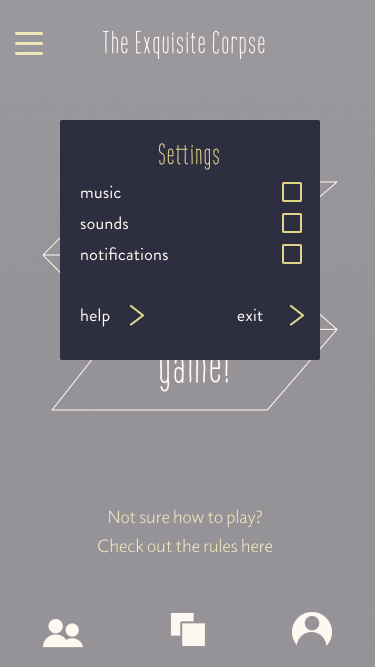 The Exquisite Corpse
Settings
music
sounds
notifications
help
exit
game!
Not sure how to play?
Check out the rules here